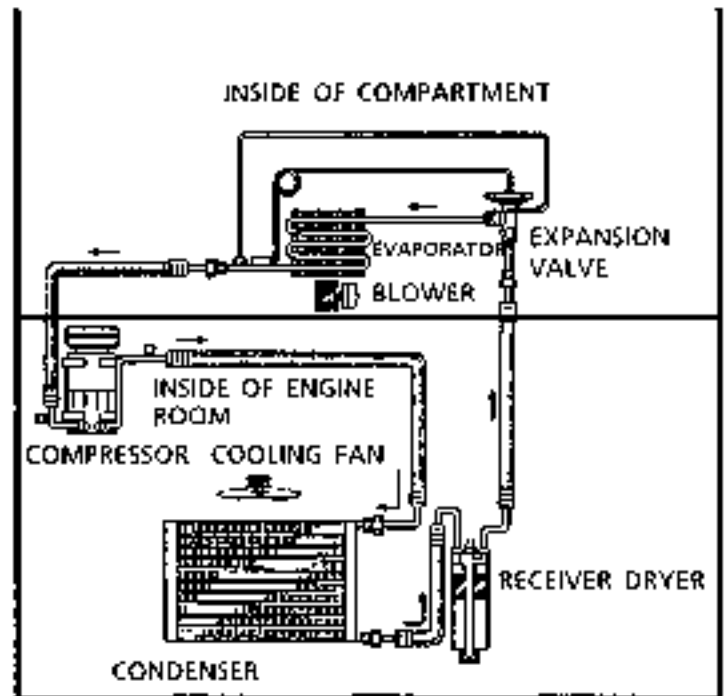 INSIDE OF COMPARTMENT
EVAPORATOR
EXPANSION
VALVE
BLOWER
INSIDE OF ENGINE
ROOM
COMPRESSOR
COOLING FAN
RECEIVER DRYER
CONDENSER